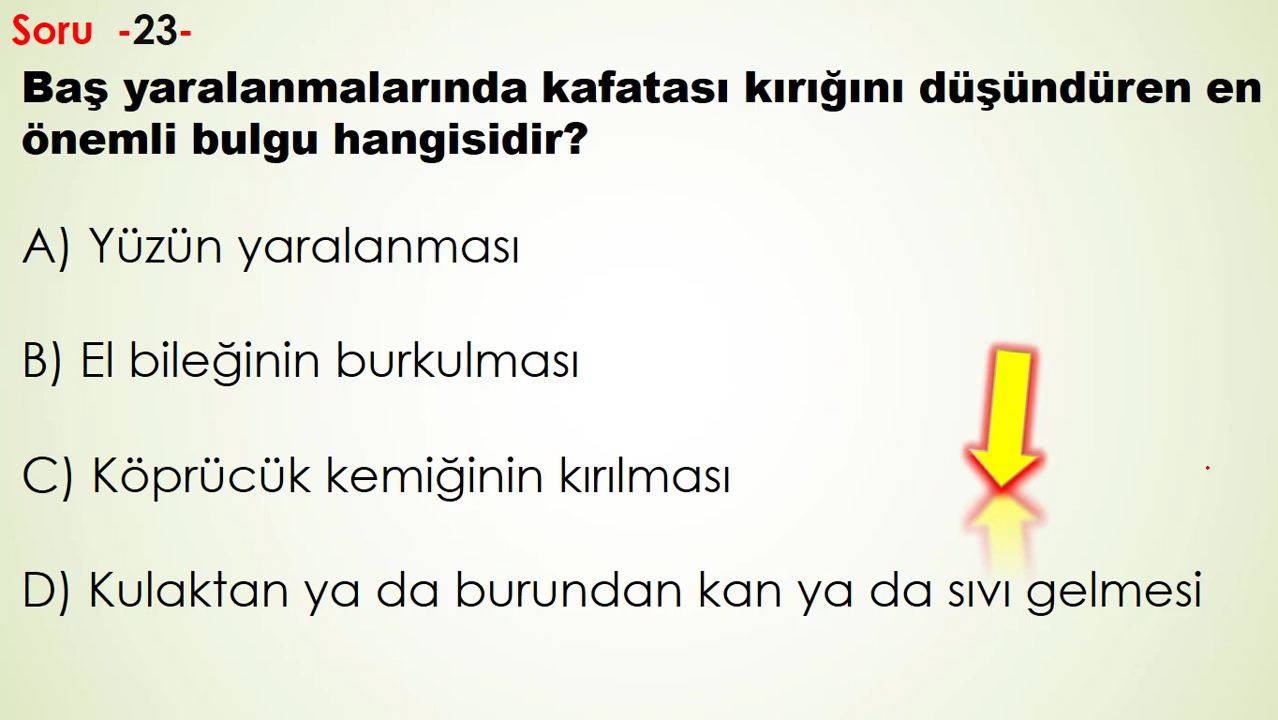 Soru -23-
Baş yaralanmalarında kafatası kırığını düşündüren en
önemli bulgu hangisidir?
A) Yüzün yaralanması
B) El bileğinin burkulması
C) Köprücük kemiğinin kırılması
D) Kulaktan ya da burundan kan ya da sıvı gelmesi